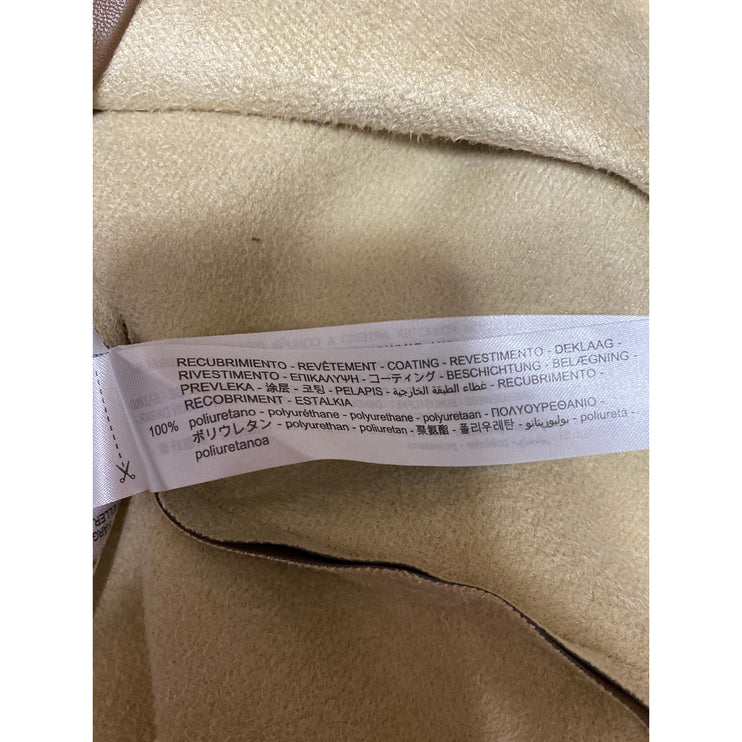 RECUBRIMIENTO - REVÊTEMENT - COATING - REVESTIMENTO - DEKLAAG -
RIVESTIMENTO - ΕΠΙΚΑΛΥΨΗ - コーティング - BESCHICHTUNG - BELÆGNING -
PREVLEKA - 涂层 - 코팅 - PELAPIS - غطاء الطبقة الخارجية - RECUBRIMENTO -
RECOBRIMENT - ESTALKIA
100% poliuretano - polyuréthane - polyurethane - polyuretaan - ΠΟΛΥΟΥΡΕΘΑΝΙΟ -
ポリウレタン - polyurethan - poliuretan - 聚氨酯 - 폴리우레탄 - بوليوريثانو - poliuretà -
poliuretanoa